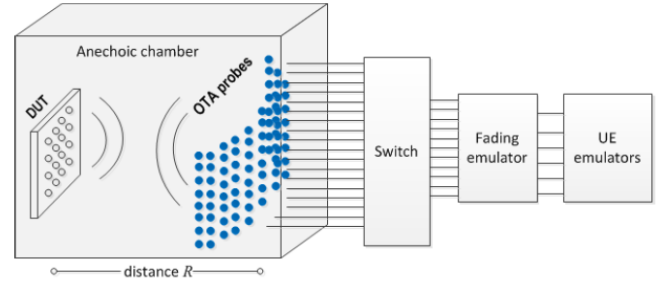 Anechoic chamber
DUT
OTA probes
Switch
Fading
emulator
UE
emulators
distance R